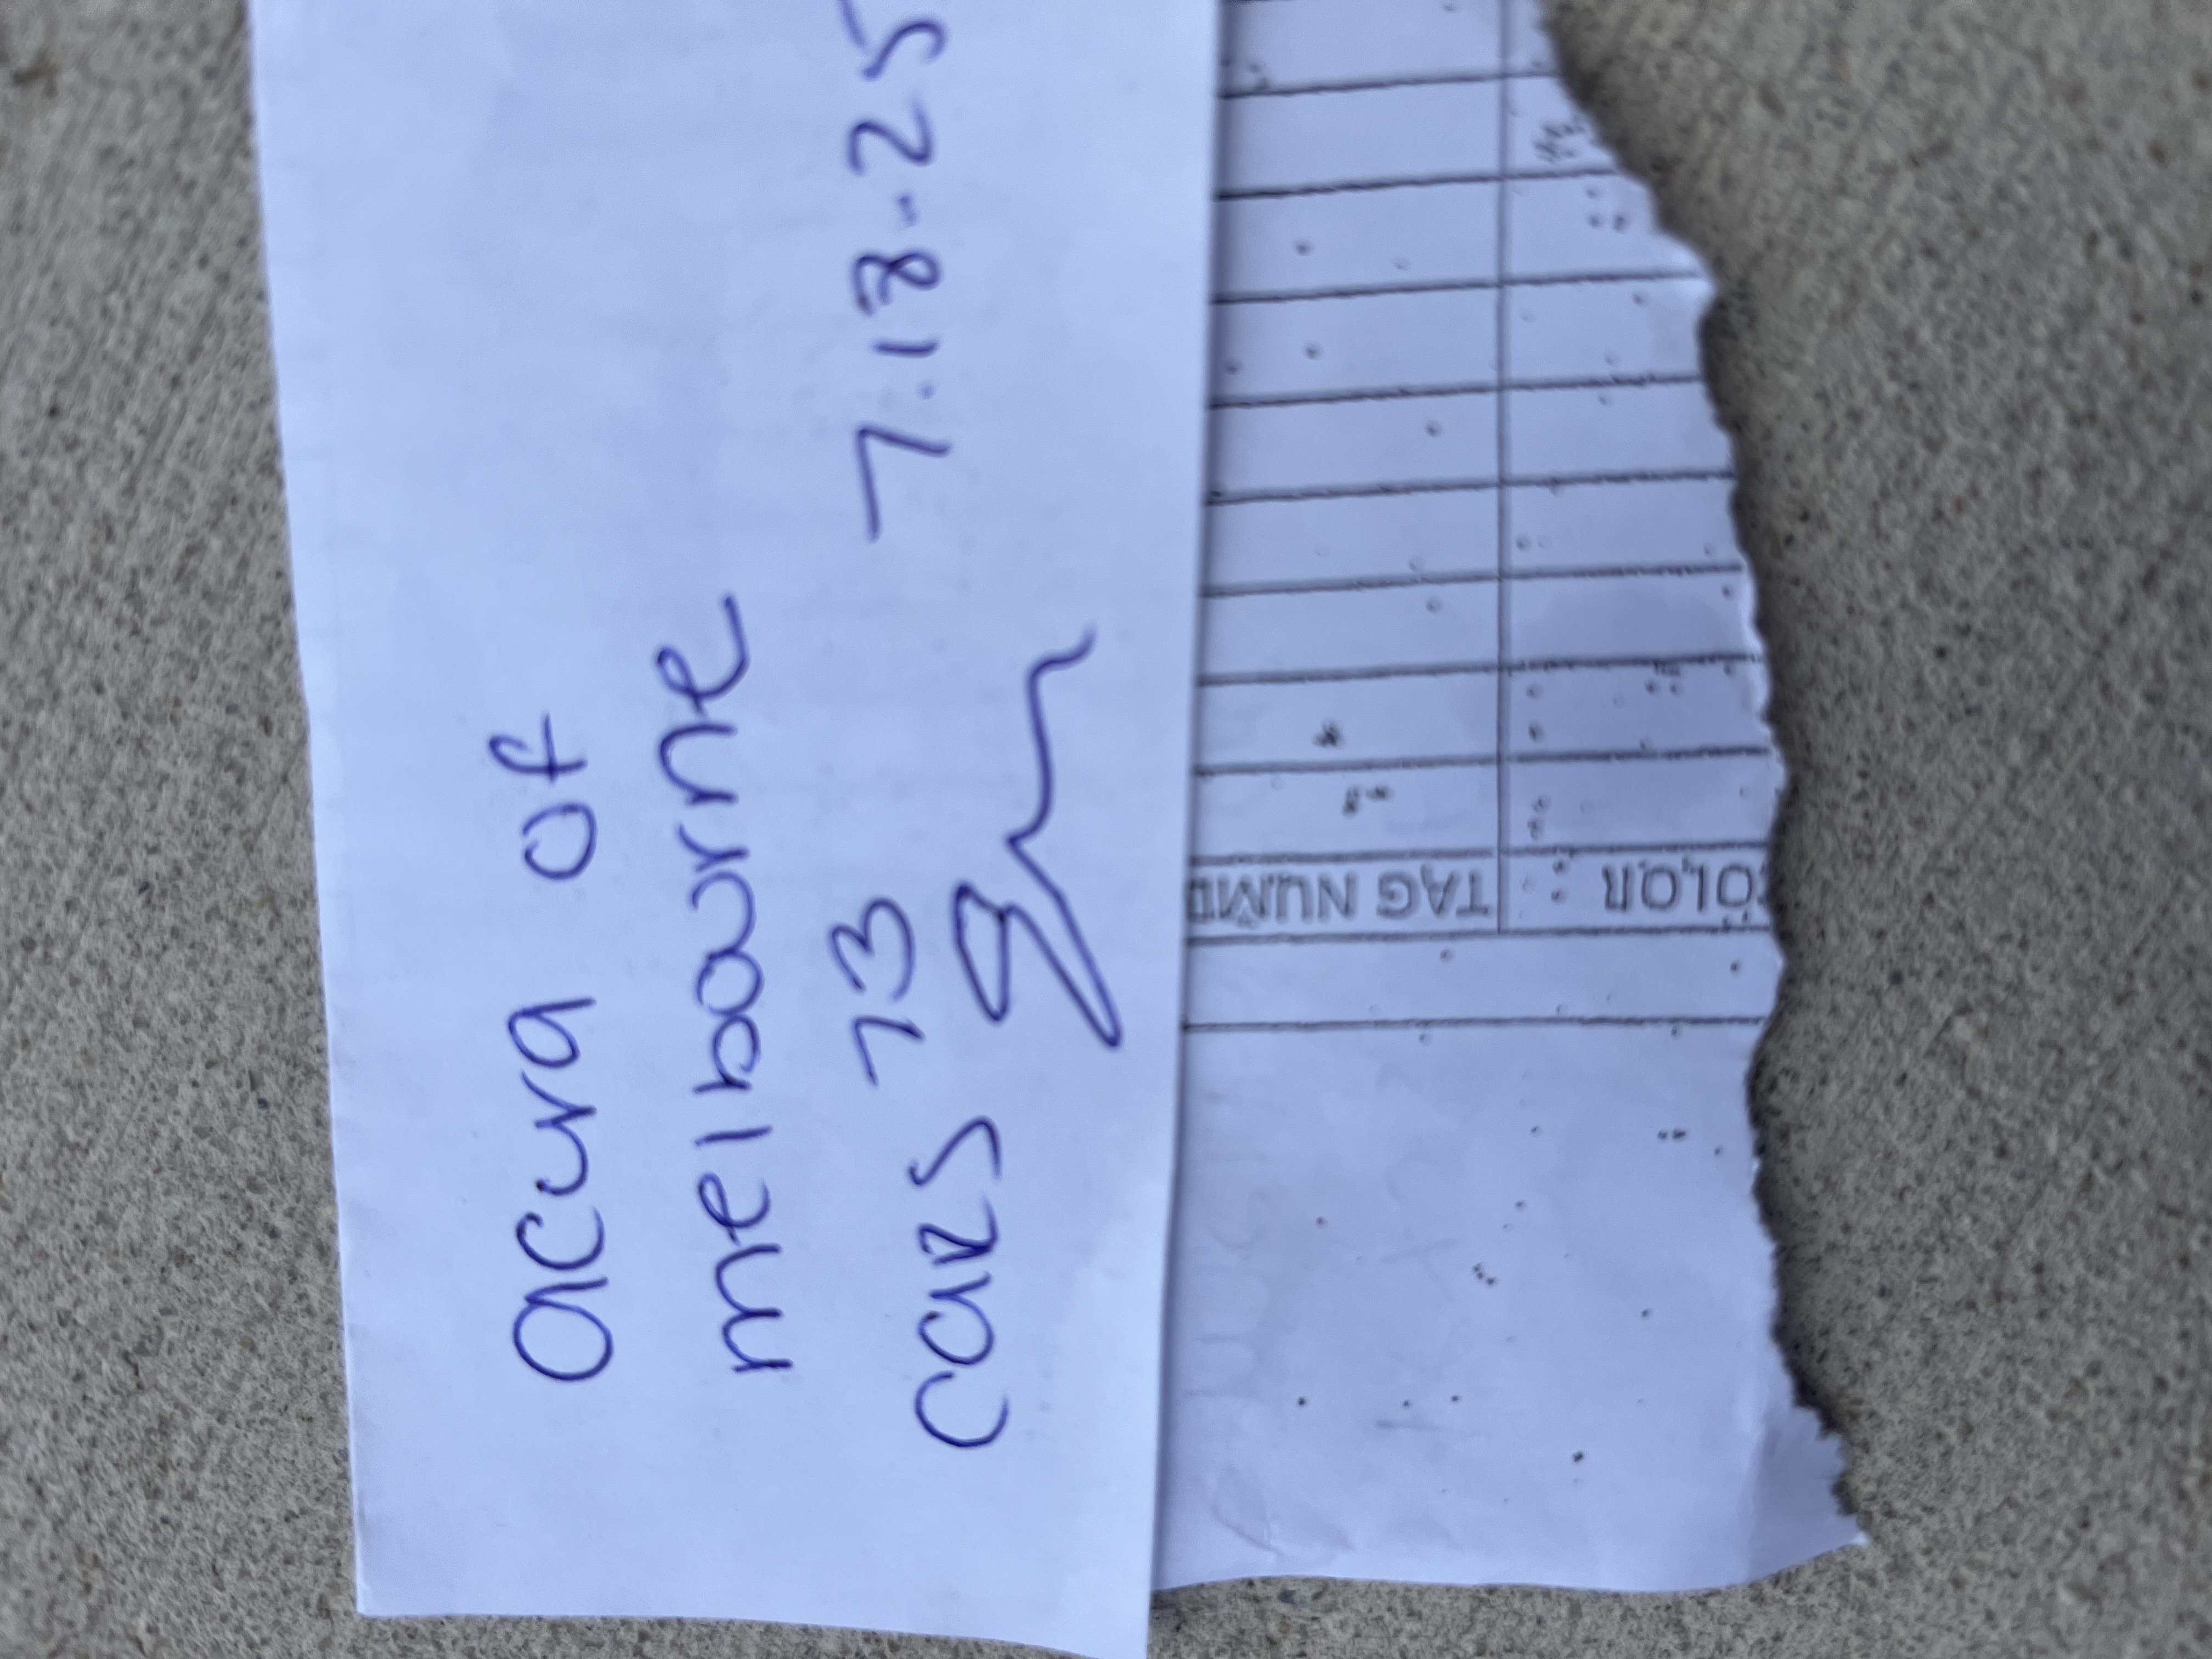 Acura of
melbourne
cars 73 7.18-25
TAG NUMB
COLOR